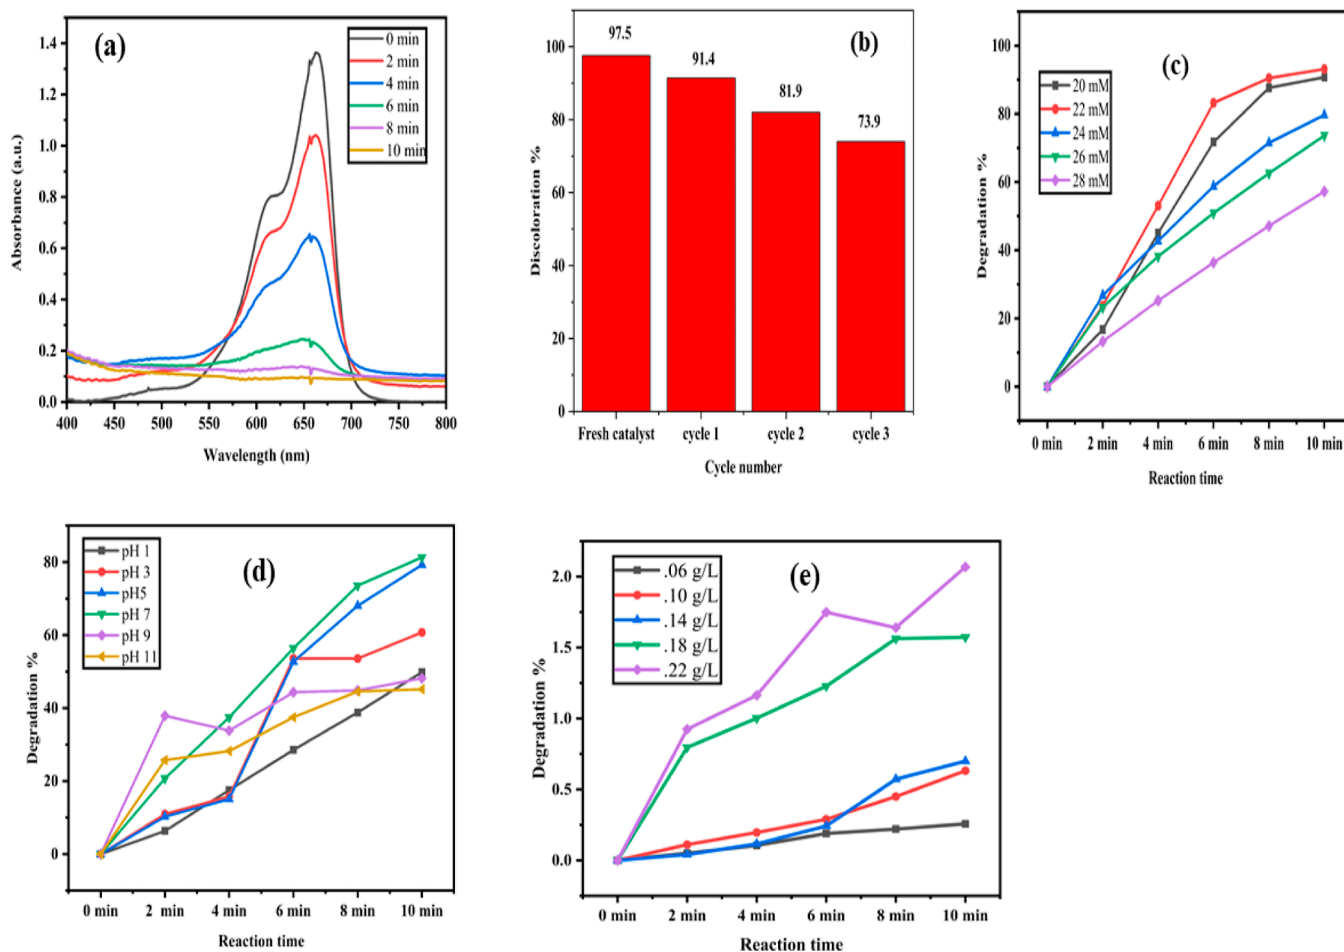 (a)
0 min
2 min
4 min
6 min
8 min
10 min
1.4
1.2
1.0
0.8
0.6
0.4
0.2
0.0
Absorbance (a.u.)
400 450 500 550 600 650 700 750 800
Wavelength (nm)
(b)
97.5
91.4
81.9
73.9
100
80
60
40
20
0
Discoloration %
Fresh catalyst cycle 1 cycle 2 cycle 3
Cycle number
(c)
20 mM
22 mM
24 mM
26 mM
28 mM
100
80
60
40
20
0
Degradation %
0 min 2 min 4 min 6 min 8 min 10 min
Reaction time
(d)
pH 1
pH 3
pH5
pH 7
pH 9
pH 11
80
60
40
20
0
Degradation %
0 min 2 min 4 min 6 min 8 min 10 min
Reaction time
(e)
.06 g/L
.10 g/L
.14 g/L
.18 g/L
.22 g/L
2.0
1.5
1.0
0.5
0.0
Degradation %
0 min 2 min 4 min 6 min 8 min 10 min
Reaction time